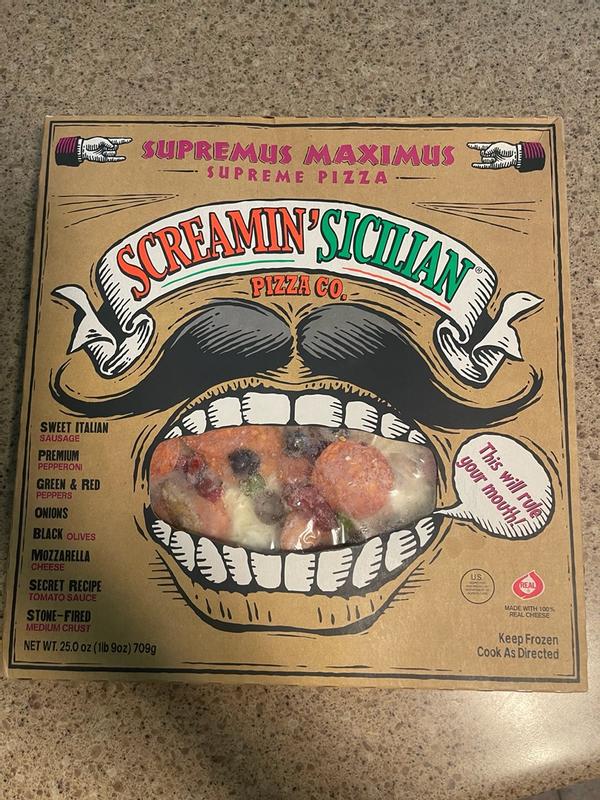 SUPREMUS MAXIMUS
SUPREME PIZZA
SCREAMIN' SICILIAN®
PIZZA CO.
SWEET ITALIAN
SAUSAGE
PREMIUM
PEPPERONI
GREEN & RED
PEPPERS
ONIONS
BLACK OLIVES
MOZZARELLA
CHEESE
SECRET RECIPE
TOMATO SAUCE
STONE-FIRED
MEDIUM CRUST
NET WT. 25.0 oz (1lb 9oz) 709g
This will rule
your mouth!
U.S.
REAL
MADE WITH 100%
REAL CHEESE
Keep Frozen
Cook As Directed